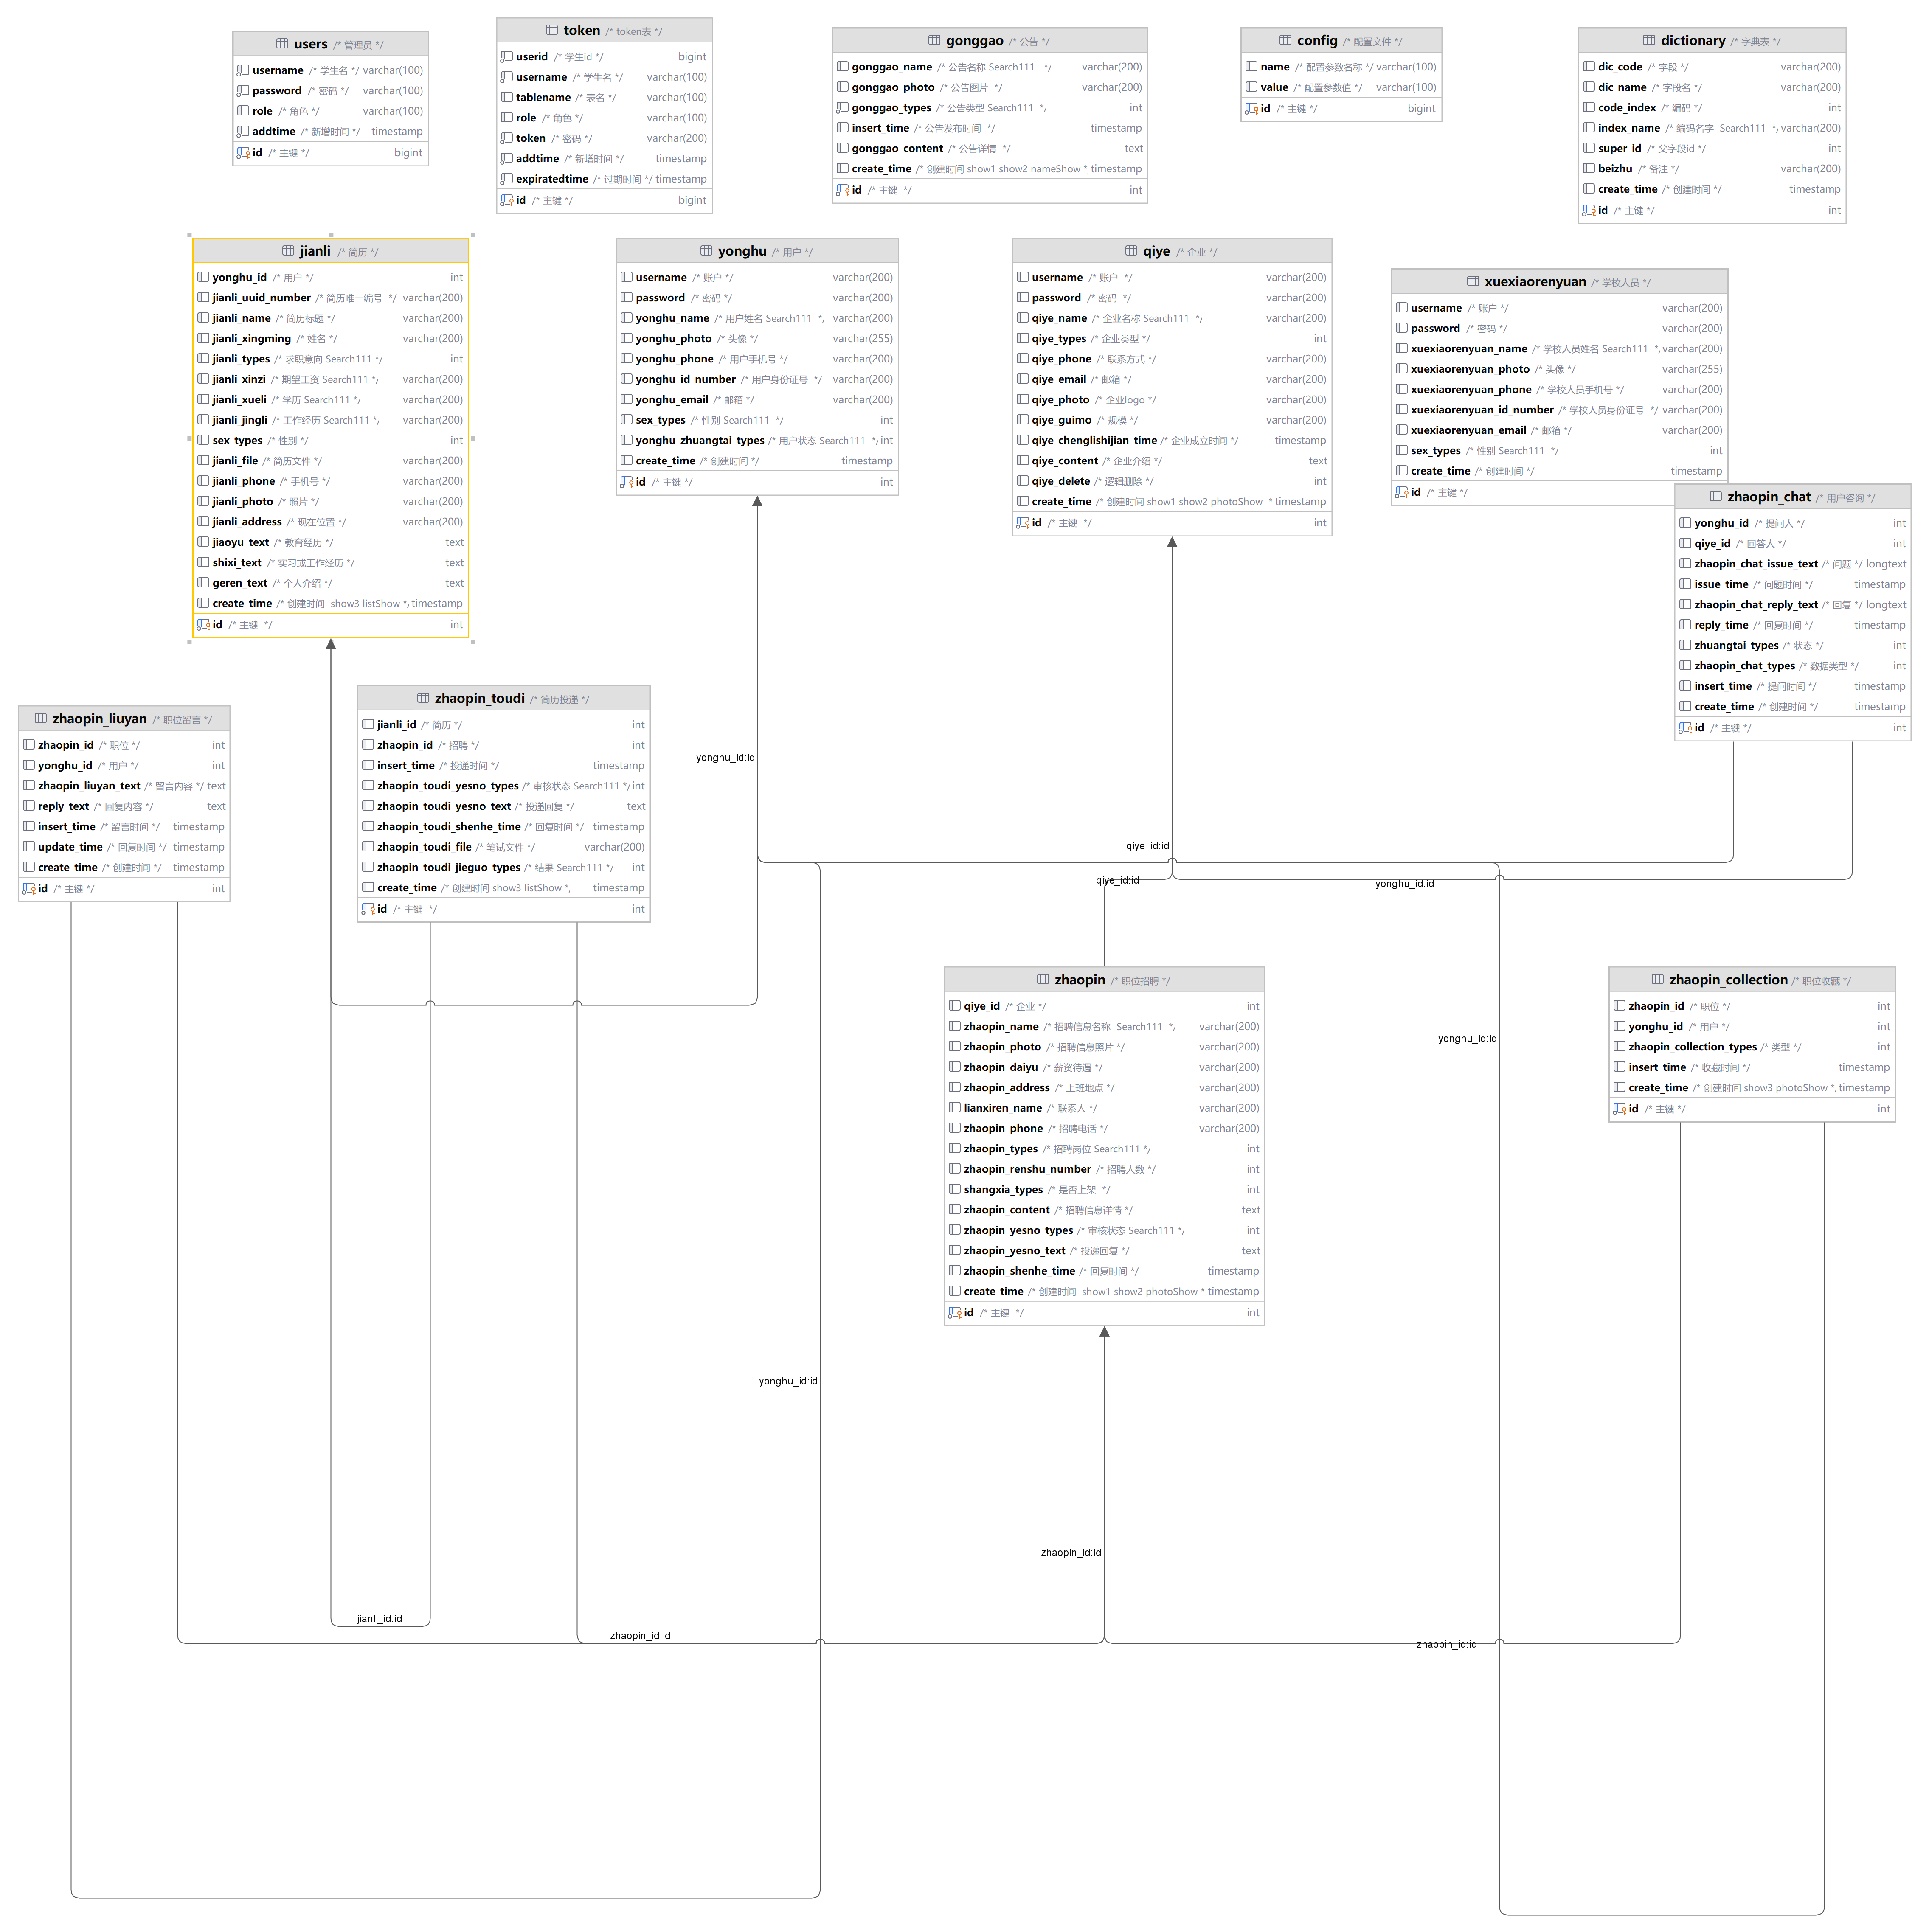 users /* 管理员 */
username /* 学生名 */ varchar(100)
password /* 密码 */ varchar(100)
role /* 角色 */ varchar(100)
addtime /* 新增时间 */ timestamp
id /* 主键 */ bigint
token /* token表 */
userid /* 学生id */ bigint
username /* 学生名 */ varchar(100)
tablename /* 表名 */ varchar(100)
role /* 角色 */ varchar(100)
token /* 密码 */ varchar(200)
addtime /* 新增时间 */ timestamp
expiratedtime /* 过期时间 */ timestamp
id /* 主键 */ bigint
gonggao /* 公告 */
gonggao_name /* 公告名称 Search111 */ varchar(200)
gonggao_photo /* 公告图片 */ varchar(200)
gonggao_types /* 公告类型 Search111 */ int
insert_time /* 公告发布时间 */ timestamp
gonggao_content /* 公告详情 */ text
create_time /* 创建时间 show1 show2 nameShow * timestamp
id /* 主键 */ int
config /* 配置文件 */
name /* 配置参数名称 */ varchar(100)
value /* 配置参数值 */ varchar(100)
id /* 主键 */ bigint
dictionary /* 字典表 */
dic_code /* 字段 */ varchar(200)
dic_name /* 字段名 */ varchar(200)
code_index /* 编码 */ int
index_name /* 编码名字 Search111 */ varchar(200)
super_id /* 父字段id */ int
beizhu /* 备注 */ varchar(200)
create_time /* 创建时间 */ timestamp
id /* 主键 */ int
jianli /* 简历 */
yonghu_id /* 用户 */ int
jianli_uuid_number /* 简历唯一编号 */ varchar(200)
jianli_name /* 简历标题 */ varchar(200)
jianli_xingming /* 姓名 */ varchar(200)
jianli_types /* 求职意向 Search111 */ int
jianli_xinzi /* 期望工资 Search111 */ varchar(200)
jianli_xueli /* 学历 Search111 */ varchar(200)
jianli_jingli /* 工作经历 Search111 */ varchar(200)
sex_types /* 性别 */ int
jianli_file /* 简历文件 */ varchar(200)
jianli_phone /* 手机号 */ varchar(200)
jianli_photo /* 照片 */ varchar(200)
jianli_address /* 现在位置 */ varchar(200)
jiaoyu_text /* 教育经历 */ text
shixi_text /* 实习或工作经历 */ text
geren_text /* 个人介绍 */ text
create_time /* 创建时间 show3 listShow */ timestamp
id /* 主键 */ int
yonghu /* 用户 */
username /* 账户 */ varchar(200)
password /* 密码 */ varchar(200)
yonghu_name /* 用户姓名 Search111 */ varchar(200)
yonghu_photo /* 头像 */ varchar(255)
yonghu_phone /* 用户手机号 */ varchar(200)
yonghu_id_number /* 用户身份证号 */ varchar(200)
yonghu_email /* 邮箱 */ varchar(200)
sex_types /* 性别 Search111 */ int
yonghu_zhuangtai_types /* 用户状态 Search111 */ int
create_time /* 创建时间 */ timestamp
id /* 主键 */ int
qiye /* 企业 */
username /* 账户 */ varchar(200)
password /* 密码 */ varchar(200)
qiye_name /* 企业名称 Search111 */ varchar(200)
qiye_types /* 企业类型 */ int
qiye_phone /* 联系方式 */ varchar(200)
qiye_email /* 邮箱 */ varchar(200)
qiye_photo /* 企业logo */ varchar(200)
qiye_guimo /* 规模 */ varchar(200)
qiye_chenglishijian_time /* 企业成立时间 */ timestamp
qiye_content /* 企业介绍 */ text
qiye_delete /* 逻辑删除 */ int
create_time /* 创建时间 show1 show2 photoShow * timestamp
id /* 主键 */ int
xuexiaorenyuan /* 学校人员 */
username /* 账户 */ varchar(200)
password /* 密码 */ varchar(200)
xuexiaorenyuan_name /* 学校人员姓名 Search111 */ varchar(200)
xuexiaorenyuan_photo /* 头像 */ varchar(255)
xuexiaorenyuan_phone /* 学校人员手机号 */ varchar(200)
xuexiaorenyuan_id_number /* 学校人员身份证号 */ varchar(200)
xuexiaorenyuan_email /* 邮箱 */ varchar(200)
sex_types /* 性别 Search111 */ int
create_time /* 创建时间 */ timestamp
id /* 主键 */
zhaopin_chat /* 用户咨询 */
yonghu_id /* 提问人 */ int
qiye_id /* 回答人 */ int
zhaopin_chat_issue_text /* 问题 */ longtext
issue_time /* 问题时间 */ timestamp
zhaopin_chat_reply_text /* 回复 */ longtext
reply_time /* 回复时间 */ timestamp
zhuangtai_types /* 状态 */ int
zhaopin_chat_types /* 数据类型 */ int
insert_time /* 提问时间 */ timestamp
create_time /* 创建时间 */ timestamp
id /* 主键 */ int
zhaopin_liuyan /* 职位留言 */
zhaopin_id /* 职位 */ int
yonghu_id /* 用户 */ int
zhaopin_liuyan_text /* 留言内容 */ text
reply_text /* 回复内容 */ text
insert_time /* 留言时间 */ timestamp
update_time /* 回复时间 */ timestamp
create_time /* 创建时间 */ timestamp
id /* 主键 */ int
zhaopin_toudi /* 简历投递 */
jianli_id /* 简历 */ int
zhaopin_id /* 招聘 */ int
insert_time /* 投递时间 */ timestamp
zhaopin_toudi_yesno_types /* 审核状态 Search111 */ int
zhaopin_toudi_yesno_text /* 投递回复 */ text
zhaopin_toudi_shenhe_time /* 回复时间 */ timestamp
zhaopin_toudi_file /* 笔试文件 */ varchar(200)
zhaopin_toudi_jieguo_types /* 结果 Search111 */ int
create_time /* 创建时间 show3 listShow */ timestamp
id /* 主键 */ int
yonghu_id:id
qiye_id:id
qiye_id:id
yonghu_id:id
zhaopin /* 职位招聘 */
qiye_id /* 企业 */ int
zhaopin_name /* 招聘信息名称 Search111 */ varchar(200)
zhaopin_photo /* 招聘信息照片 */ varchar(200)
zhaopin_daiyu /* 薪资待遇 */ varchar(200)
zhaopin_address /* 上班地点 */ varchar(200)
lianxiren_name /* 联系人 */ varchar(200)
zhaopin_phone /* 招聘电话 */ varchar(200)
zhaopin_types /* 招聘岗位 Search111 */ int
zhaopin_renshu_number /* 招聘人数 */ int
shangxia_types /* 是否上架 */ int
zhaopin_content /* 招聘信息详情 */ text
zhaopin_yesno_types /* 审核状态 Search111 */ int
zhaopin_yesno_text /* 投递回复 */ text
zhaopin_shenhe_time /* 回复时间 */ timestamp
create_time /* 创建时间 show1 show2 photoShow * timestamp
id /* 主键 */ int
yonghu_id:id
zhaopin_collection /* 职位收藏 */
zhaopin_id /* 职位 */ int
yonghu_id /* 用户 */ int
zhaopin_collection_types /* 类型 */ int
insert_time /* 收藏时间 */ timestamp
create_time /* 创建时间 show3 photoShow */ timestamp
id /* 主键 */ int
yonghu_id:id
zhaopin_id:id
jianli_id:id
zhaopin_id:id
zhaopin_id:id